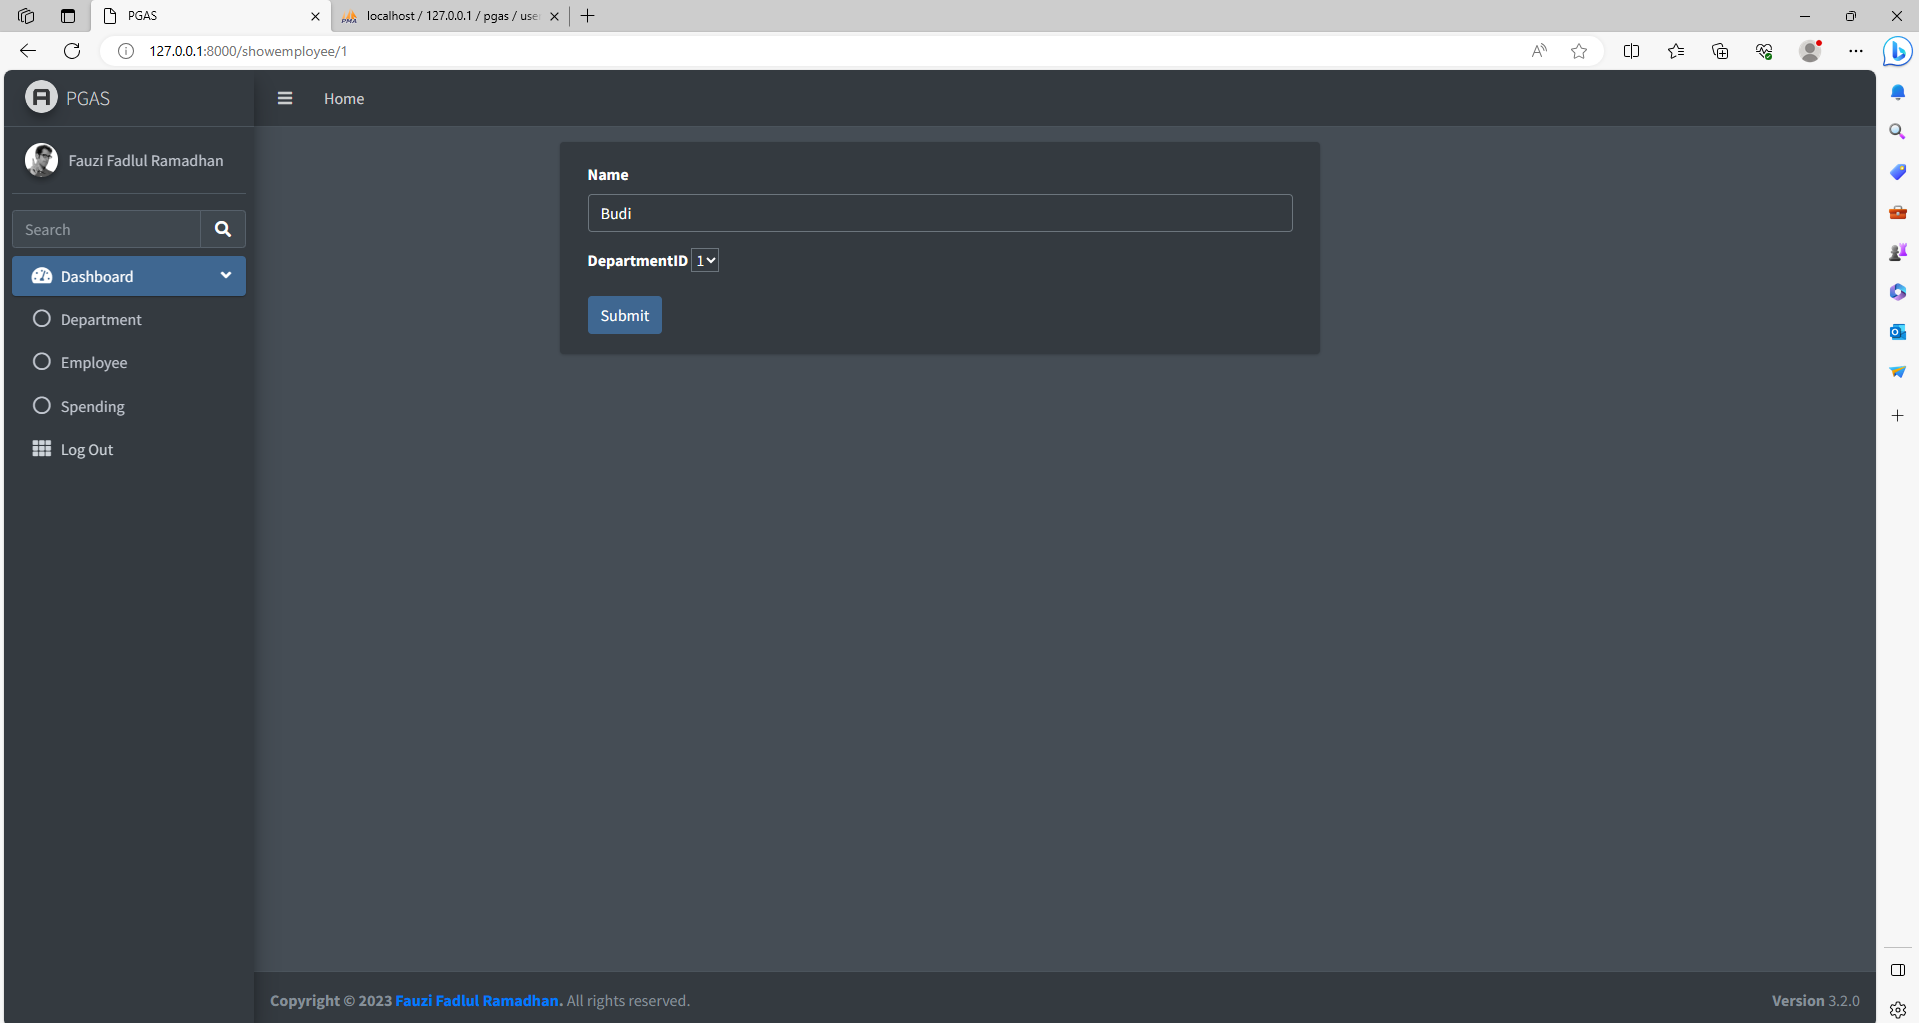 PGAS
localhost / 127.0.0.1 / pgas / use
127.0.0.1:8000/showemployee/1
PGAS
Home
Fauzi Fadlul Ramadhan
Search
Dashboard
Department
Employee
Spending
Log Out
Name
Budi
DepartmentID 1
Submit
Copyright © 2023 Fauzi Fadlul Ramadhan. All rights reserved.
Version 3.2.0